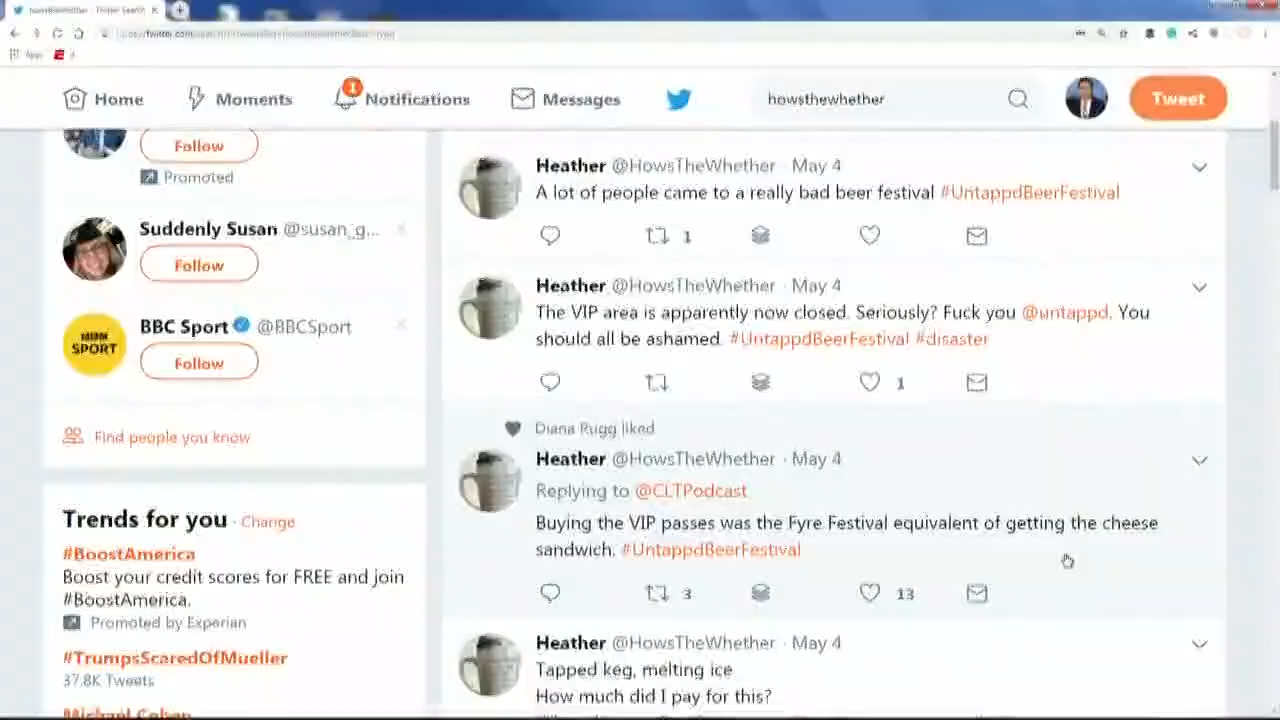 Home
Moments
1
Notifications
Messages
howsthewhether
Tweet
Follow
Promoted
Suddenly Susan @susan_g...
Follow
BBC Sport @BBCSport
SPORT
Follow
Find people you know
Trends for you · Change
#BoostAmerica
Boost your credit scores for FREE and join
#BoostAmerica.
Promoted by Experian
#TrumpsScaredOfMueller
37.8K Tweets
Michael Cohen
Heather @HowsTheWhether · May 4
A lot of people came to a really bad beer festival #UntappdBeerFestival
1
Heather @HowsTheWhether · May 4
The VIP area is apparently now closed. Seriously? Fuck you @untappd. You
should all be ashamed. #UntappdBeerFestival #disaster
1
Diana Rugg liked
Heather @HowsTheWhether · May 4
Replying to @CLTPodcast
Buying the VIP passes was the Fyre Festival equivalent of getting the cheese
sandwich. #UntappdBeerFestival
3
13
Heather @HowsTheWhether · May 4
Tapped keg, melting ice
How much did I pay for this?